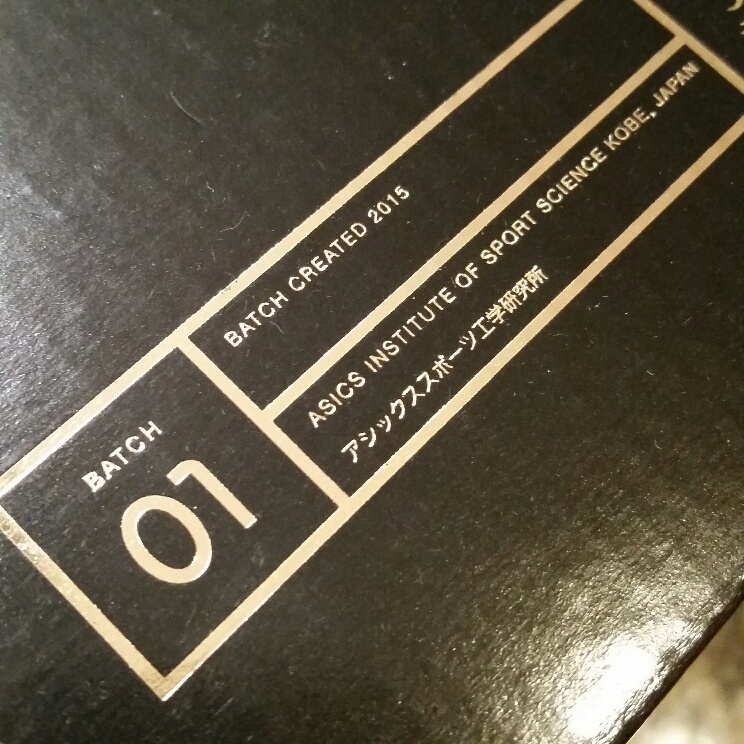 BATCH CREATED 2015
ASICS INSTITUTE OF SPORT SCIENCE KOBE, JAPAN
アシックススポーツ工学研究所
BATCH
01